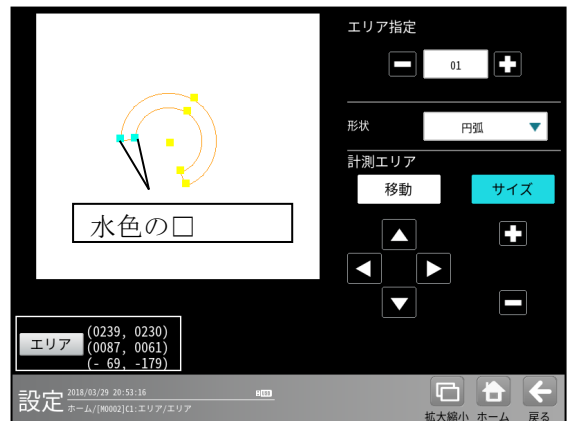 エリア指定
01
形状
円弧
計測エリア
移動
サイズ
水色の□
エリア
(0239, 0230)
(0087, 0061)
(- 69, -179)
設定
2018/03/29 20:53:16
ホーム/[M0002]C1:エリア/エリア
拡大縮小
ホーム
戻る